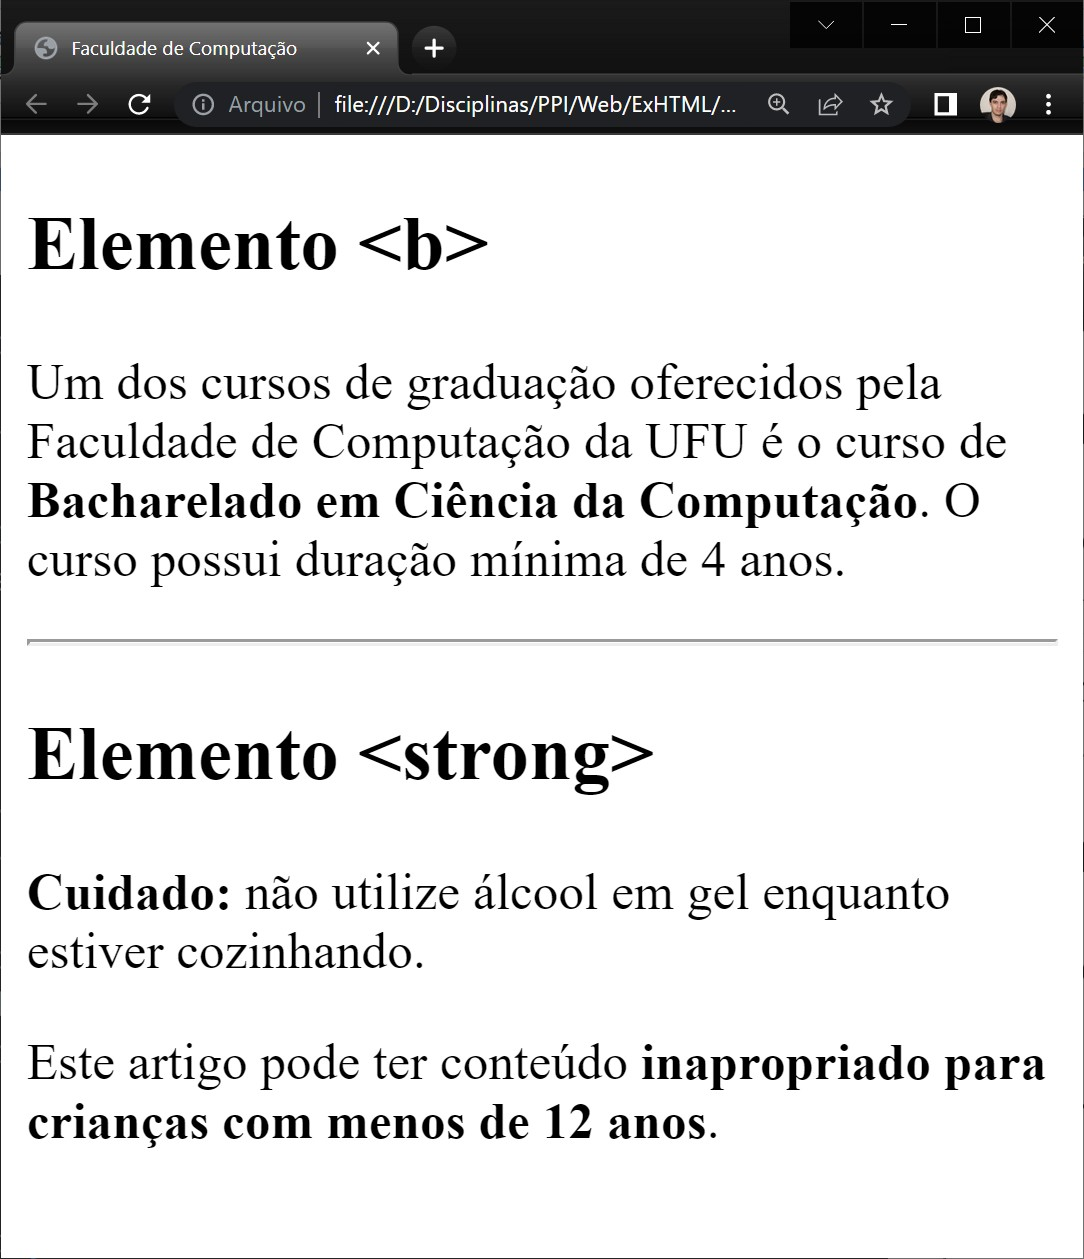 Faculdade de Computação
Arquivo | file:///D:/Disciplinas/PPI/Web/ExHTML/...
Elemento <b>
Um dos cursos de graduação oferecidos pela
Faculdade de Computação da UFU é o curso de
Bacharelado em Ciência da Computação. O
curso possui duração mínima de 4 anos.
Elemento <strong>
Cuidado: não utilize álcool em gel enquanto
estiver cozinhando.
Este artigo pode ter conteúdo inapropriado para
crianças com menos de 12 anos.